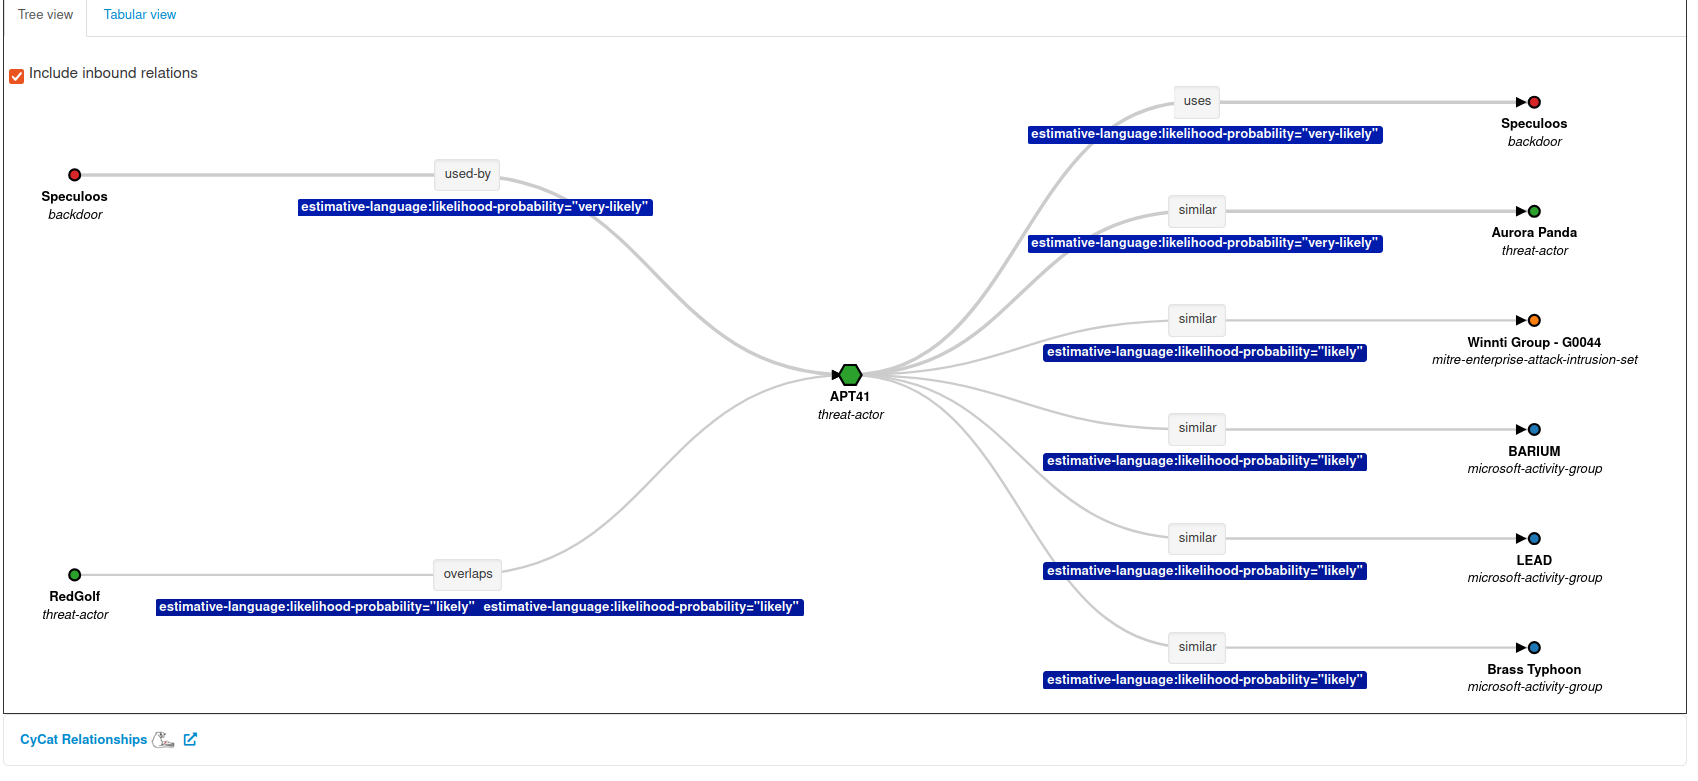 Tree view
Tabular view
Include inbound relations
uses
estimative-language:likelihood-probability="very-likely"
Speculoos
backdoor
used-by
estimative-language:likelihood-probability="very-likely"
Speculoos
backdoor
similar
estimative-language:likelihood-probability="very-likely"
Aurora Panda
threat-actor
similar
estimative-language:likelihood-probability="likely"
Winnti Group - G0044
mitre-enterprise-attack-intrusion-set
APT41
threat-actor
similar
estimative-language:likelihood-probability="likely"
BARIUM
microsoft-activity-group
similar
estimative-language:likelihood-probability="likely"
LEAD
microsoft-activity-group
overlaps
estimative-language:likelihood-probability="likely" estimative-language:likelihood-probability="likely"
RedGolf
threat-actor
similar
estimative-language:likelihood-probability="likely"
Brass Typhoon
microsoft-activity-group
CyCat Relationships